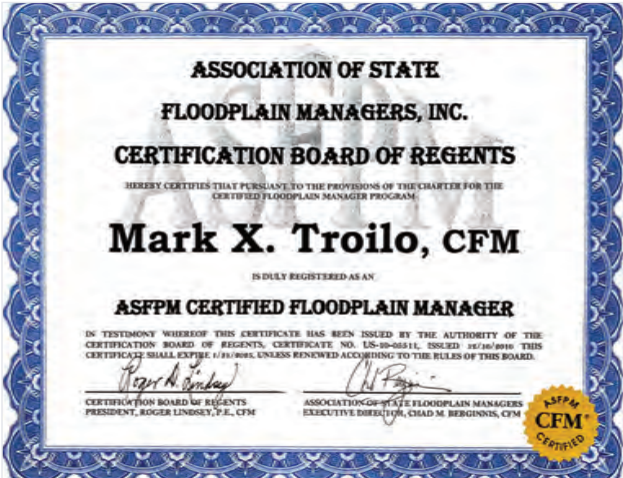 ASSOCIATION OF STATE
FLOODPLAIN MANAGERS, INC.
CERTIFICATION BOARD OF REGENTS
HEREBY CERTIFIES THAT PURSUANT TO THE PROVISIONS OF THE CHARTER FOR THE
CERTIFIED FLOODPLAIN MANAGER PROGRAM
ASFPM
Mark X. Troilo, CFM
IS DULY REGISTERED AS AN
ASFPM CERTIFIED FLOODPLAIN MANAGER
IN TESTIMONY WHEREOF THIS CERTIFICATE HAS BEEN ISSUED BY THE AUTHORITY OF THE
CERTIFICATION BOARD OF REGENTS, CERTIFICATE NO. ISSUED THIS
CERTIFICATE SHALL EXPIRE UNLESS RENEWED ACCORDING TO THE RULES OF THIS BOARD.
Roger D. Lindsey
CERTIFICATION BOARD OF REGENTS
PRESIDENT, ROGER LINDSEY, P.E., CFM
ASSOCIATION OF STATE FLOODPLAIN MANAGERS
EXECUTIVE DIRECTOR, CHAD M. BERGINNIS, CFM
ASFPM
CFM®
CERTIFIED